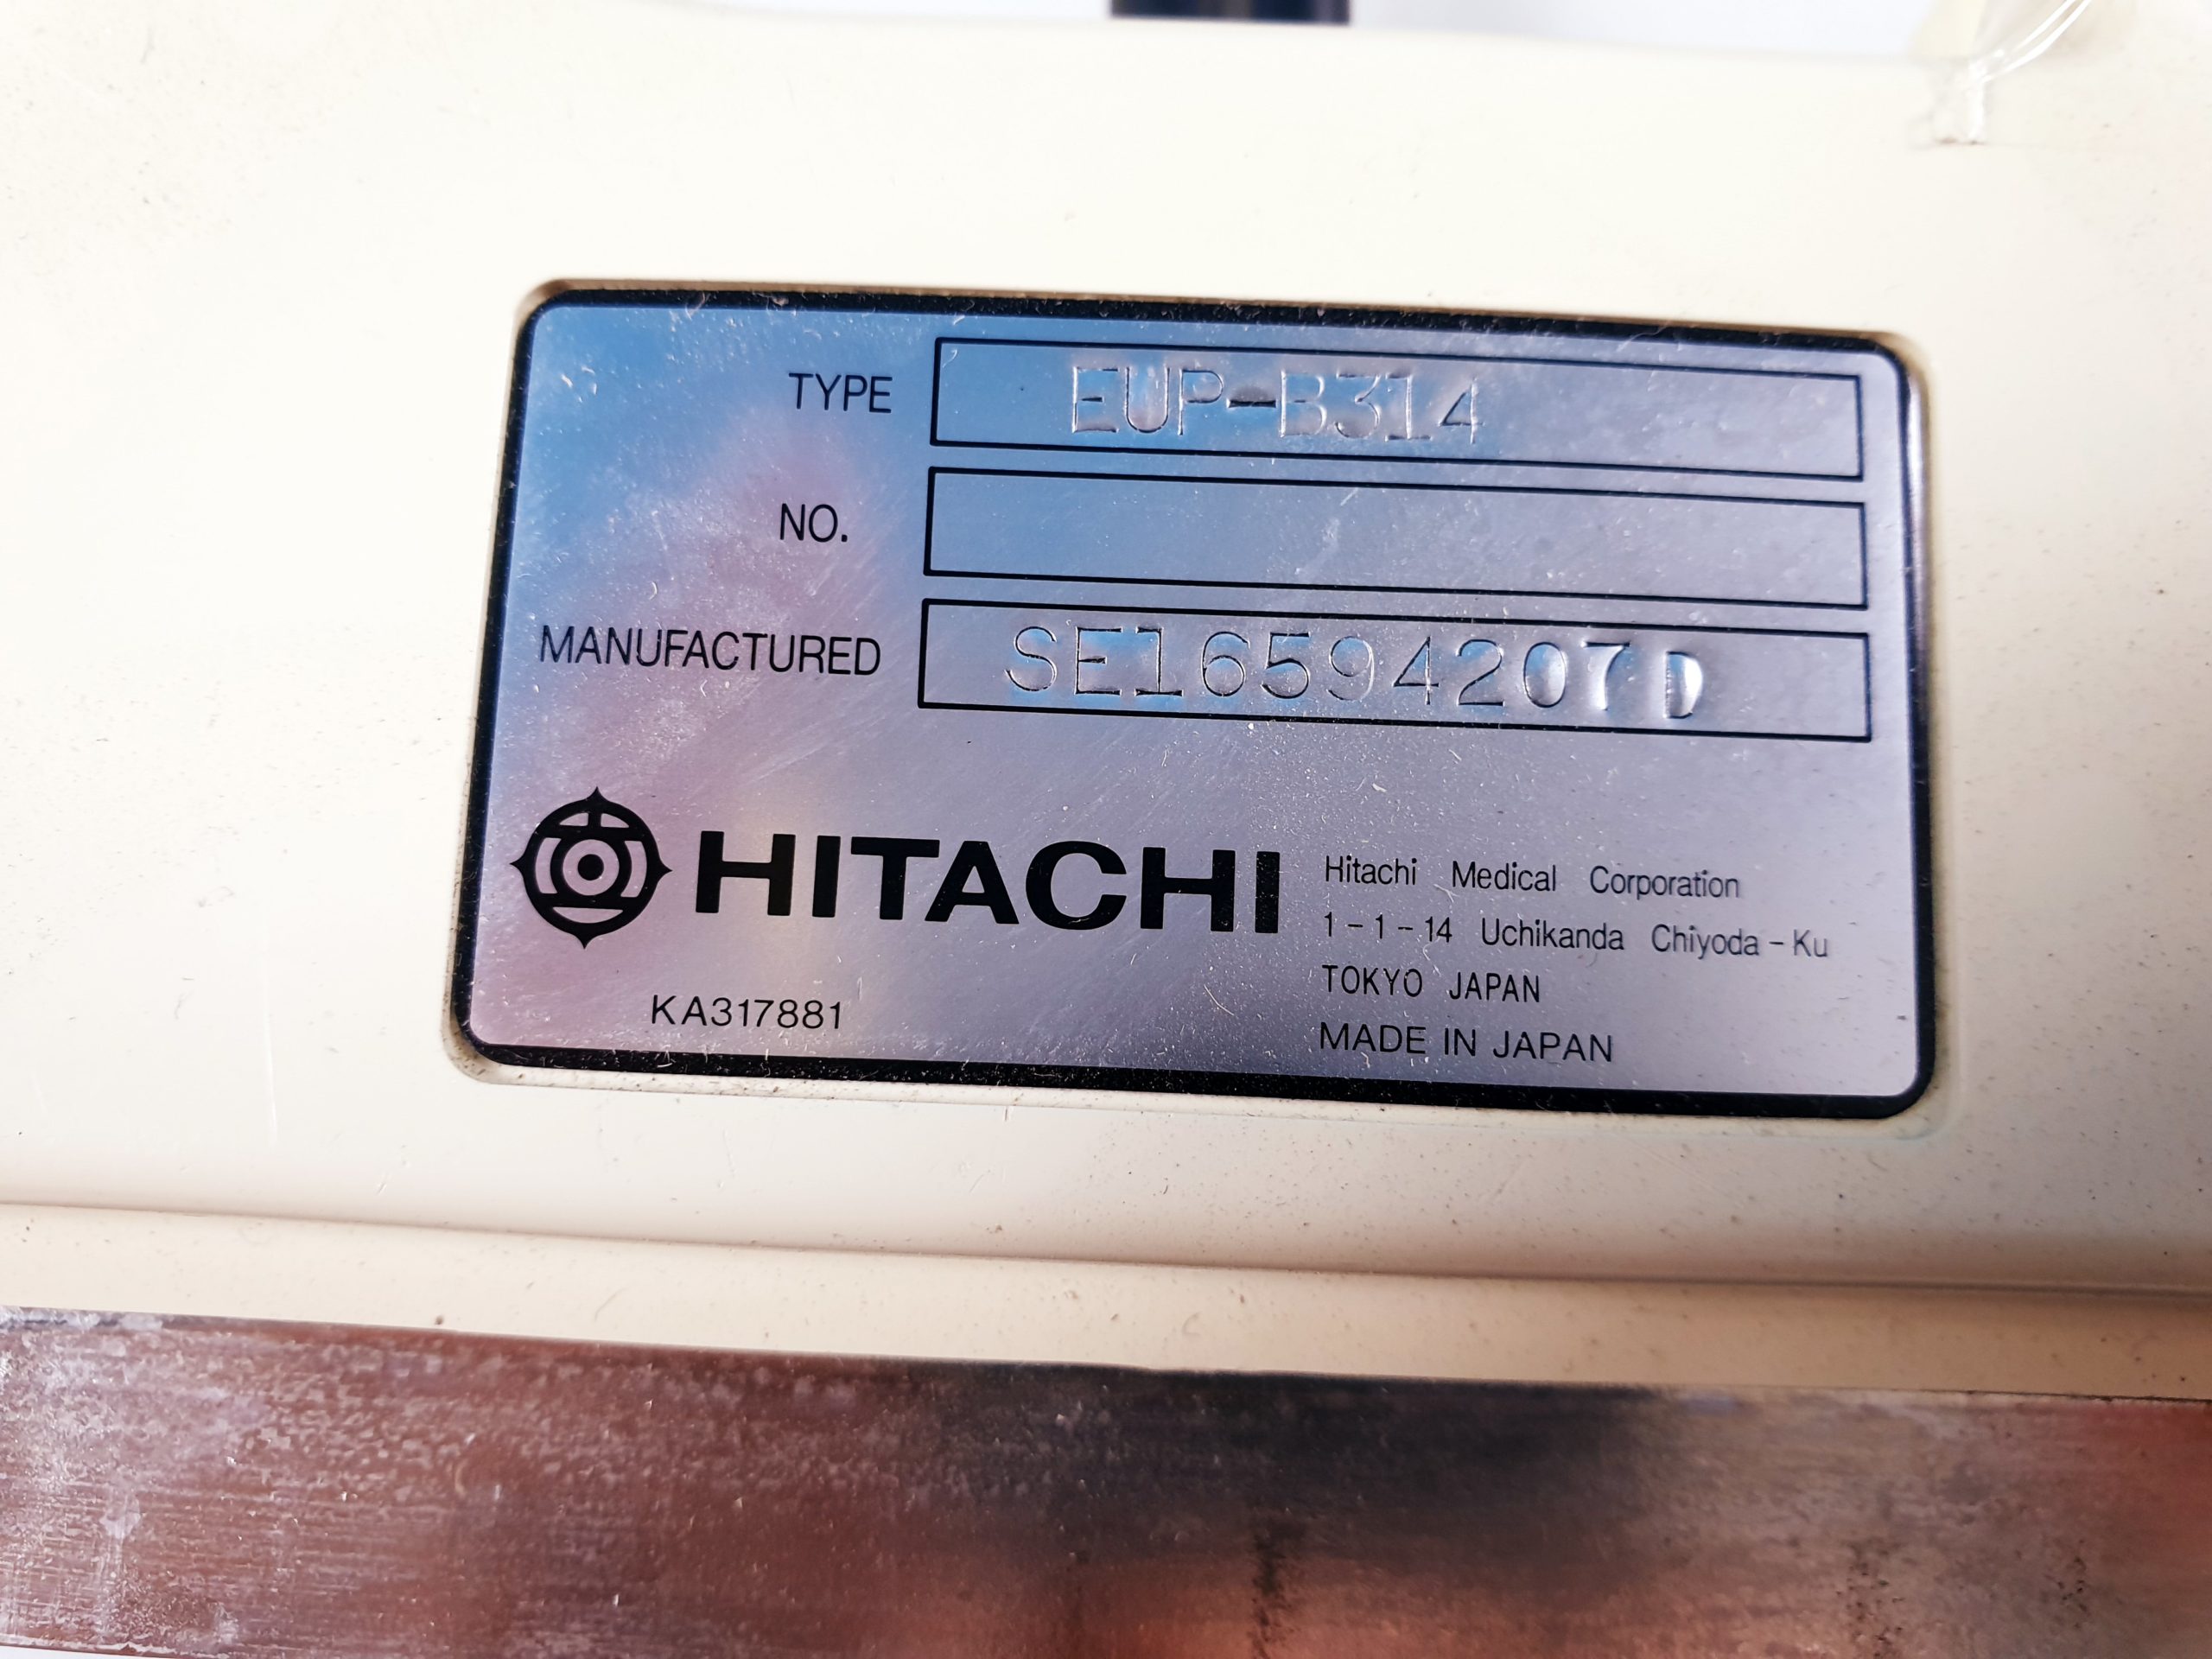 TYPE EUP-B314
NO.
MANUFACTURED SE16594207D
HITACHI
Hitachi Medical Corporation
1-1-14 Uchikanda Chiyoda-Ku
TOKYO JAPAN
MADE IN JAPAN
KA317881